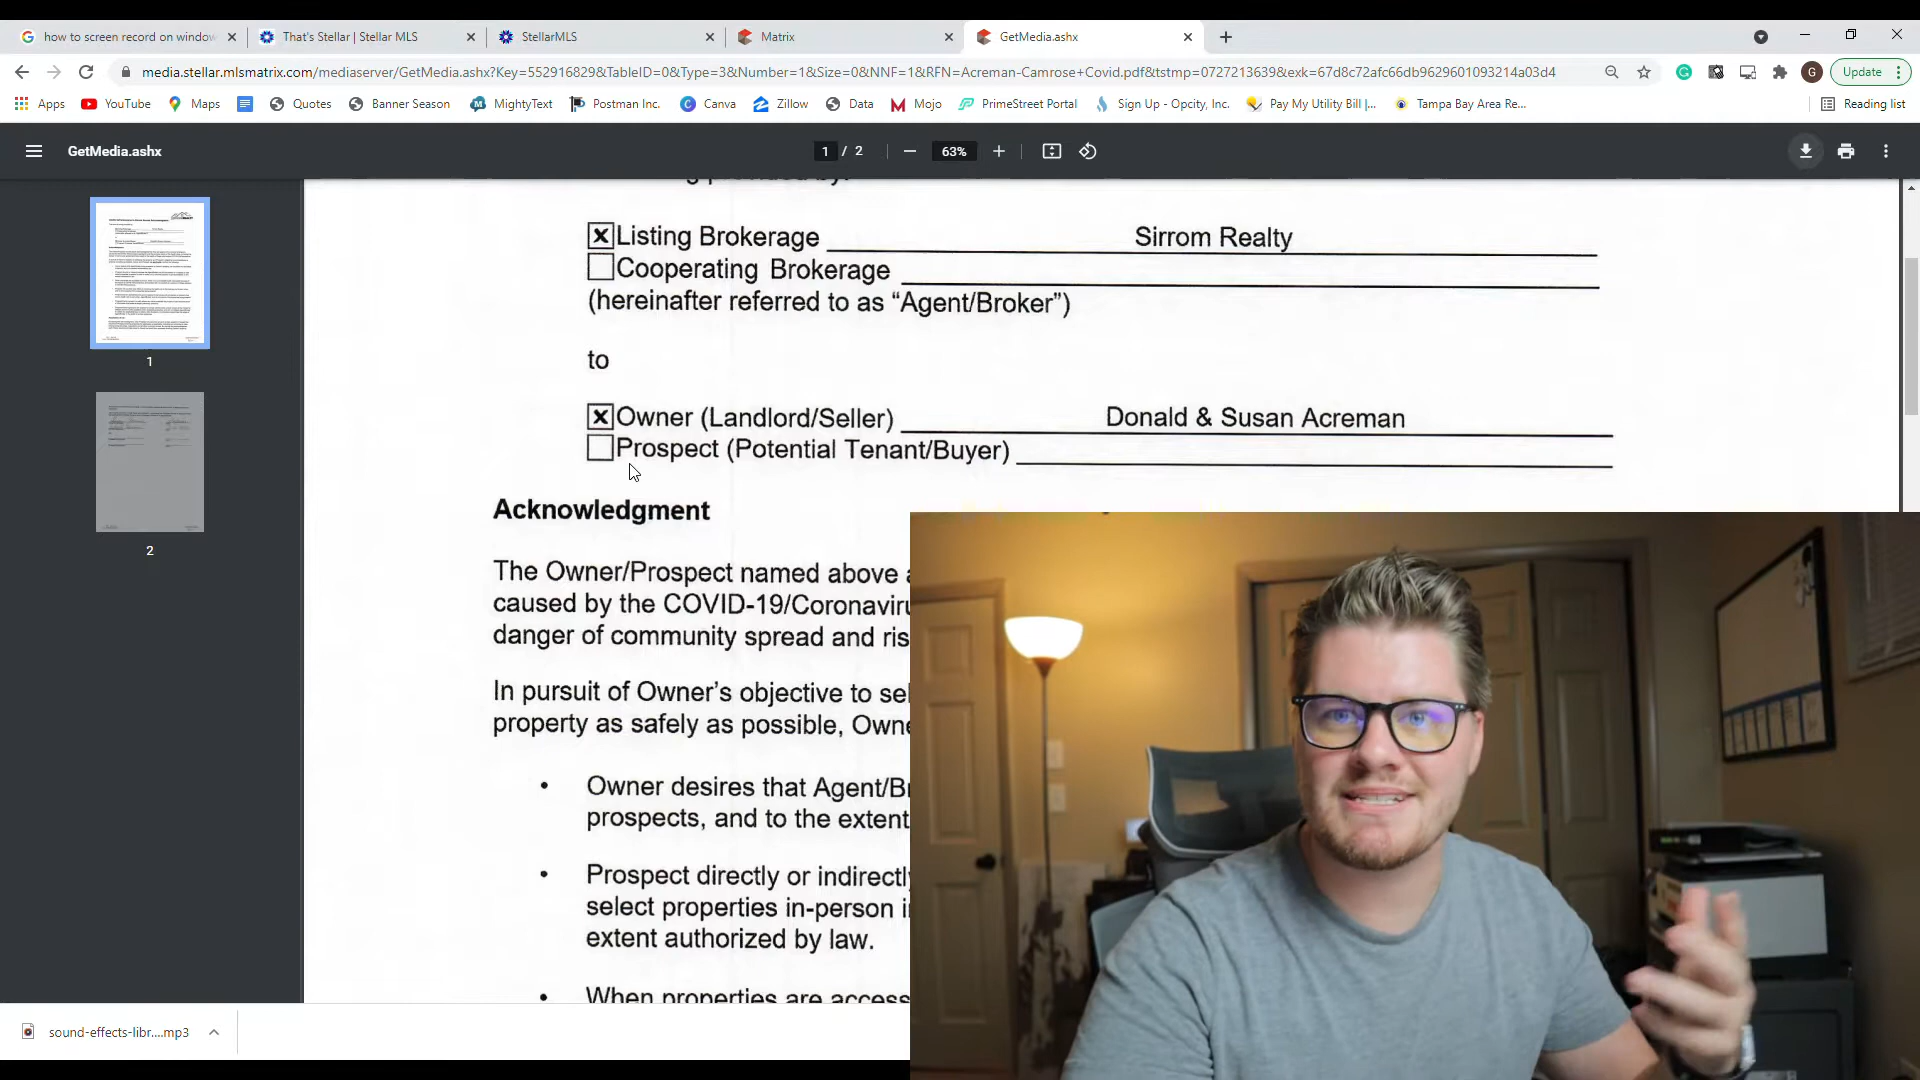 how to screen record on window
That's Stellar | Stellar MLS
StellarMLS
Matrix
GetMedia.ashx
media.stellar.mlsmatrix.com/mediaserver/GetMedia.ashx?Key=552916829&TableID=0&Type=3&Number=1&Size=0&NNF=1&RFN=Acreman-Camrose+Covid.pdf&tstmp=0727213639&exk=67d8c72afc66db9629601093214a03d4
G
Update
Apps
YouTube
Maps
Quotes
Banner Season
MightyText
Postman Inc.
Canva
Zillow
Data
Mojo
PrimeStreet Portal
Sign Up - Opcity, Inc.
Pay My Utility Bill |...
Tampa Bay Area Re...
Reading list
GetMedia.ashx
1 / 2
63%
1
2
x Listing Brokerage Sirrom Realty
Cooperating Brokerage
(hereinafter referred to as “Agent/Broker”)
to
x Owner (Landlord/Seller) Donald & Susan Acreman
Prospect (Potential Tenant/Buyer)
Acknowledgment
The Owner/Prospect named above
caused by the COVID-19/Coronaviru
danger of community spread and ris
In pursuit of Owner’s objective to sel
property as safely as possible, Owne
• Owner desires that Agent/B
prospects, and to the extent
• Prospect directly or indirectly
select properties in-person i
extent authorized by law.
• When properties are access
sound-effects-libr....mp3